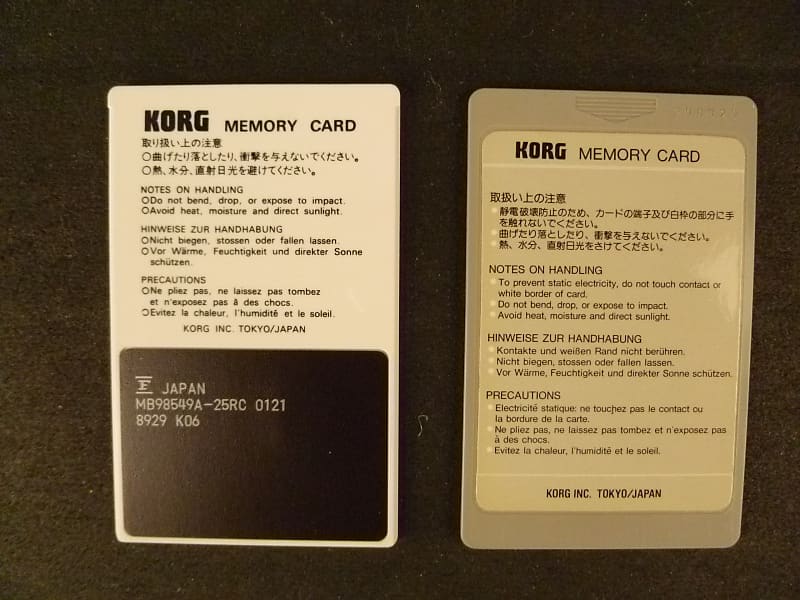 KORG MEMORY CARD
取り扱い上の注意
○曲げたり落としたり、衝撃を与えないでください。
○熱、水分、直射日光を避けてください。
NOTES ON HANDLING
○Do not bend, drop, or expose to impact.
○Avoid heat, moisture and direct sunlight.
HINWEISE ZUR HANDHABUNG
○Nicht biegen, stossen oder fallen lassen.
○Vor Wärme, Feuchtigkeit und direkter Sonne
schützen.
PRECAUTIONS
○Ne pliez pas, ne laissez pas tombez
et n'exposez pas â des chocs.
○Evitez la chaleur, l'humidité et le soleil.
KORG INC. TOKYO/JAPAN
JAPAN
MB98549A-25RC 0121
8929 K06
KORG MEMORY CARD
取扱い上の注意
静電破壊防止のため、カードの端子及び白枠の部分に手
を触れないでください。
曲げたり落としたり、衝撃を与えないでください。
熱、水分、直射日光をさけてください。
NOTES ON HANDLING
To prevent static electricity, do not touch contact or
white border of card.
Do not bend, drop, or expose to impact.
Avoid heat, moisture and direct sunlight.
HINWEISE ZUR HANDHABUNG
Kontakte und weißen Rand nicht berühren.
Nicht biegen, stossen oder fallen lassen.
Vor Wärme, Feuchtigkeit und direkter Sonne schützen.
PRECAUTIONS
Electricité statique: ne touchez pas le contact ou
la bordure de la carte.
Ne pliez pas, ne laissez pas tombez et n'exposez pas
à des chocs.
Evitez la chaleur, l'humidité et le soleil.
KORG INC. TOKYO/JAPAN